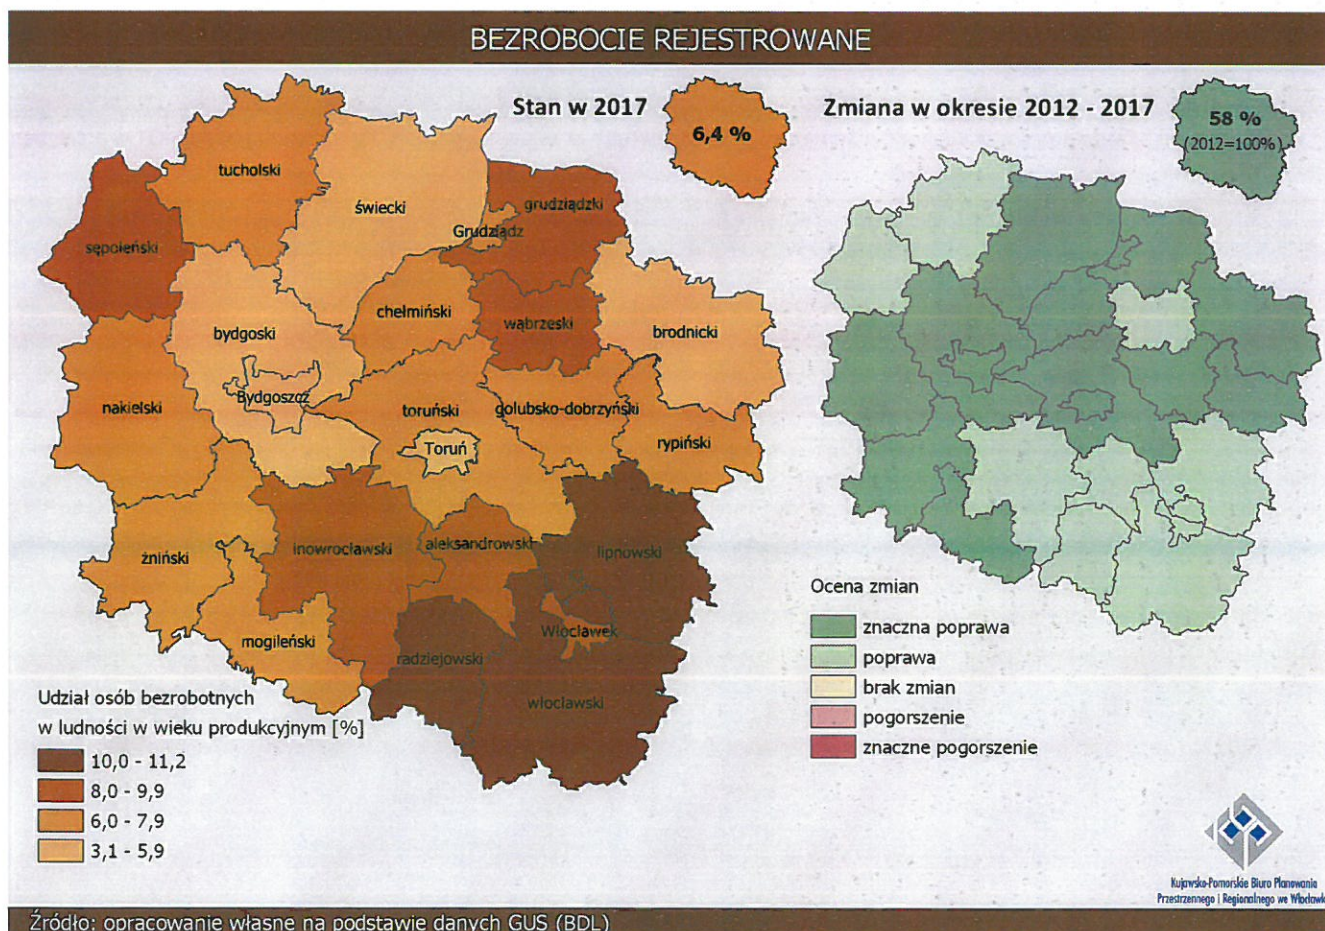 BEZROBOCIE REJESTROWANE
Stan w 2017
6,4 %
Zmiana w okresie 2012 - 2017
58 %
(2012=100%)
tucholski
świecki
grudziądzki
Grudziądz
sępoleński
chełmiński
wąbrzeski
brodnicki
bydgoski
Bydgoszcz
nakielski
toruński
golubsko-dobrzyński
Toruń
rypiński
żniński
inowrocławski
aleksandrowski
lipnowski
mogileński
radziejowski
Włocławek
włocławski
Udział osób bezrobotnych
w ludności w wieku produkcyjnym [%]
10,0 - 11,2
8,0 - 9,9
6,0 - 7,9
3,1 - 5,9
Ocena zmian
znaczna poprawa
poprawa
brak zmian
pogorszenie
znaczne pogorszenie
Kujawsko-Pomorskie Biuro Planowania
Przestrzennego i Regionalnego we Włocławk
Źródło: opracowanie własne na podstawie danych GUS (BDL)